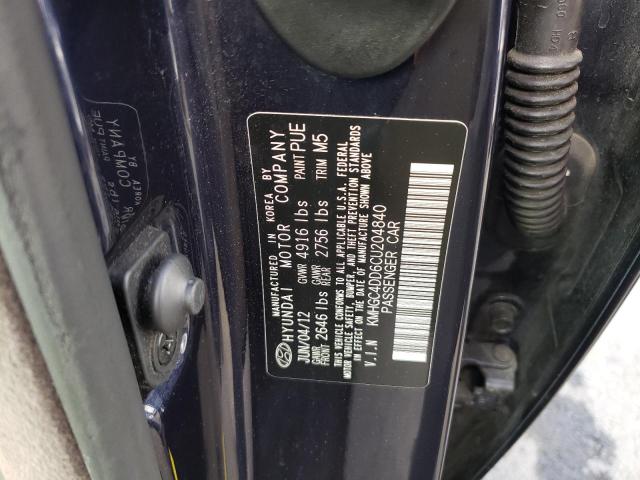 MANUFACTURED IN KOREA BY
HYUNDAI MOTOR COMPANY
JUN/04/12 GVWR 4916 lbs PAINT PUE
GAWR FRONT 2646 lbs GAWR REAR 2756 lbs TRIM M5
THIS VEHICLE CONFORMS TO ALL APPLICABLE U.S.A. FEDERAL
MOTOR VEHICLE SAFETY, BUMPER, AND THEFT PREVENTION STANDARDS
IN EFFECT ON THE DATE OF MANUFACTURE SHOWN ABOVE
V.I.N KMHGC4DD6CU204840
PASSENGER CAR